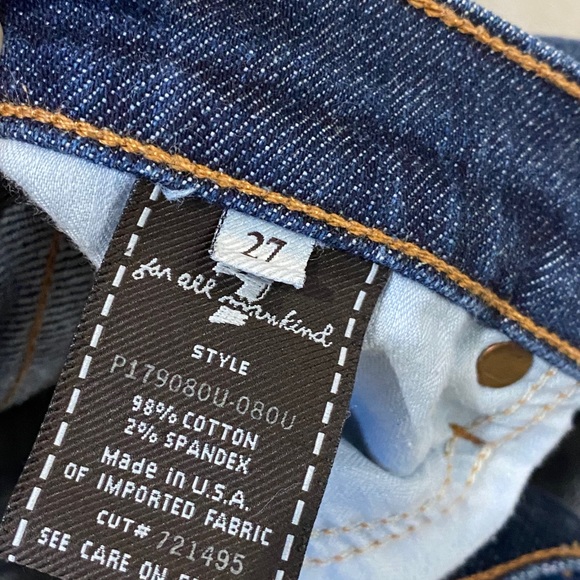 27
for all mankind
STYLE
P179080U-080U
98% COTTON
2% SPANDEX
Made in U.S.A.
OF IMPORTED FABRIC
CUT# 721495
SEE CARE ON